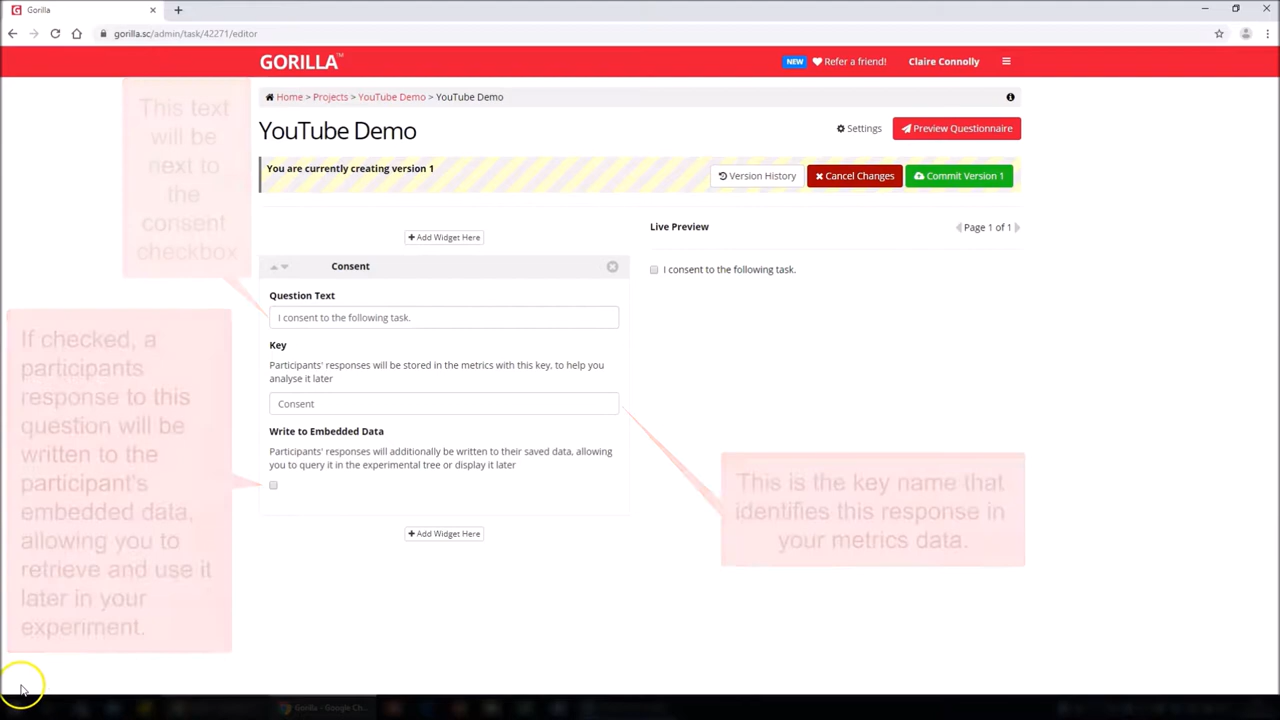 Gorilla
gorilla.sc/admin/task/42271/editor
GORILLA™
NEW Refer a friend! Claire Connolly
Home > Projects > YouTube Demo > YouTube Demo
YouTube Demo
Settings
Preview Questionnaire
You are currently creating version 1
Version History
Cancel Changes
Commit Version 1
This text
will be
next to
the
consent
checkbox
Add Widget Here
Live Preview
Page 1 of 1
Consent
I consent to the following task.
Question Text
I consent to the following task.
Key
Participants' responses will be stored in the metrics with this key, to help you
analyse it later
Consent
Write to Embedded Data
Participants' responses will additionally be written to their saved data, allowing
you to query it in the experimental tree or display it later
If checked, a
participants
response to this
question will be
written to the
participant's
embedded data,
allowing you to
retrieve and use it
later in your
experiment.
This is the key name that
identifies this response in
your metrics data.
Add Widget Here
Gorilla - Google Ch...